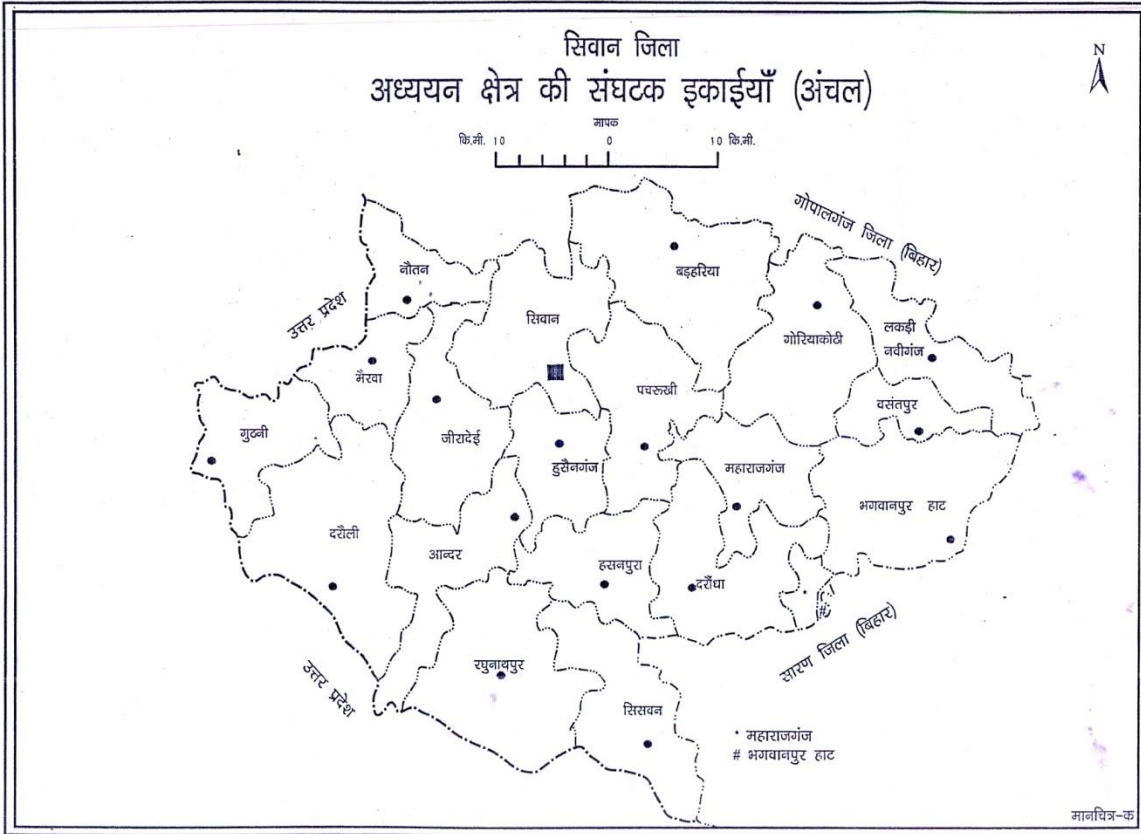 सिवान जिला
अध्ययन क्षेत्र की संघटक इकाईयाँ (अंचल)
N
मापक
कि.मी. 10 0 10 कि.मी.
गोपालगंज जिला (बिहार)
नौतन
बड़हरिया
उत्तर प्रदेश
सिवान
लकड़ी
नवीगंज
गोरियाकोठी
मैरवा
पचरूखी
वसंतपुर
गुठनी
जीरादेई
हुसैनगंज
महाराजगंज
भगवानपुर हाट
दरौली
आन्दर
हसनपुरा
दरौंधा
#
सारण जिला (बिहार)
उत्तर प्रदेश
रघुनाथपुर
सिसवन
* महाराजगंज
# भगवानपुर हाट
मानचित्र-क